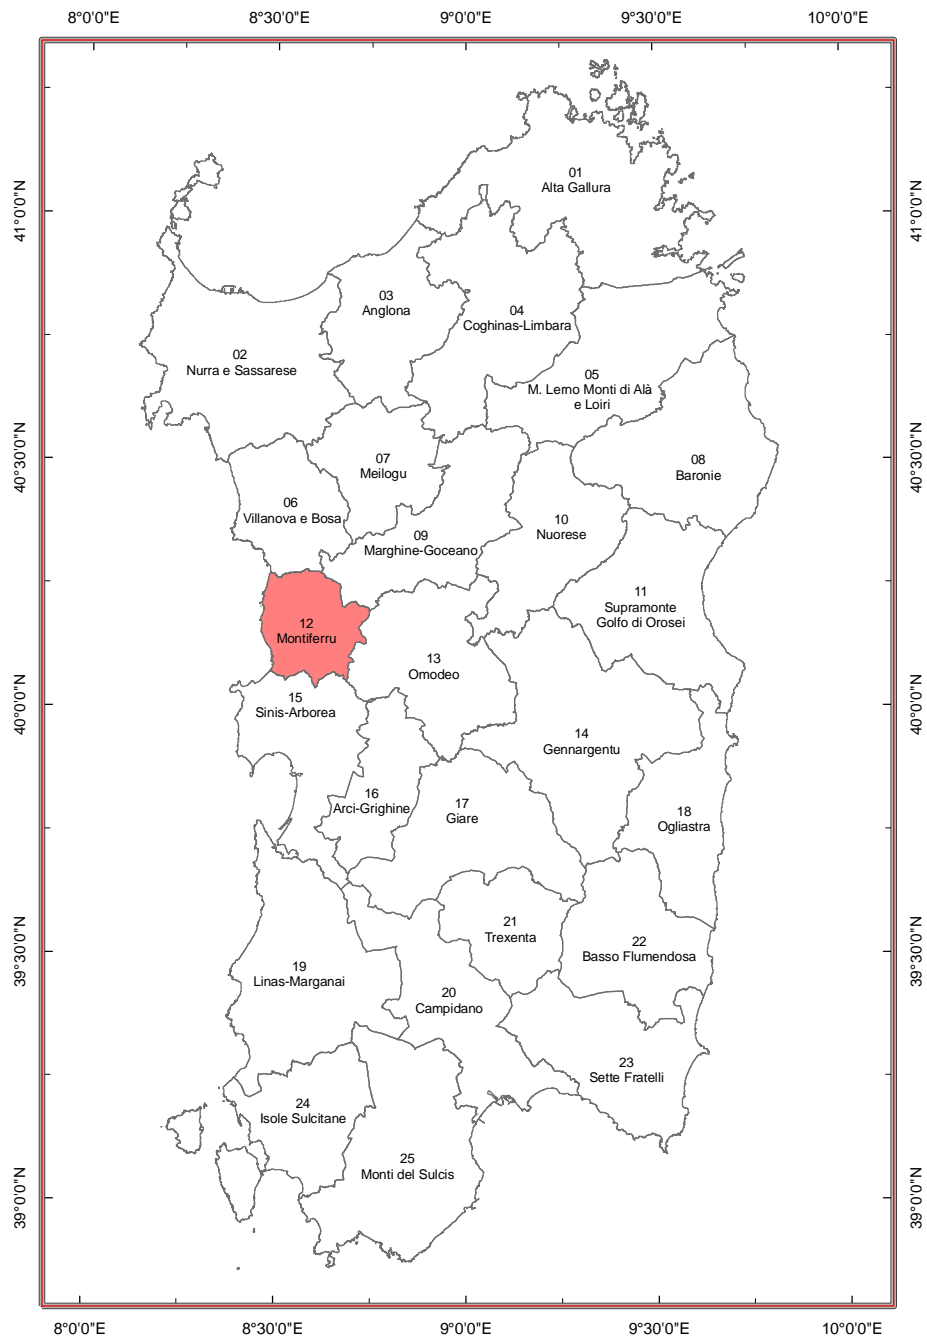 8°0'0"E 8°30'0"E 9°0'0"E 9°30'0"E 10°0'0"E
41°0'0"N
41°0'0"N
40°30'0"N
40°30'0"N
40°0'0"N
40°0'0"N
39°30'0"N
39°30'0"N
39°0'0"N
39°0'0"N
01
Alta Gallura
02
Nurra e Sassarese
03
Anglona
04
Coghinas-Limbara
05
M. Lerno Monti di Alà
e Loiri
06
Villanova e Bosa
07
Meilogu
08
Baronie
09
Marghine-Goceano
10
Nuorese
11
Supramonte
Golfo di Orosei
12
Montiferru
13
Omodeo
14
Gennargentu
15
Sinis-Arborea
16
Arci-Grighine
17
Giare
18
Ogliastra
19
Linas-Marganai
20
Campidano
21
Trexenta
22
Basso Flumendosa
23
Sette Fratelli
24
Isole Sulcitane
25
Monti del Sulcis
8°0'0"E 8°30'0"E 9°0'0"E 9°30'0"E 10°0'0"E